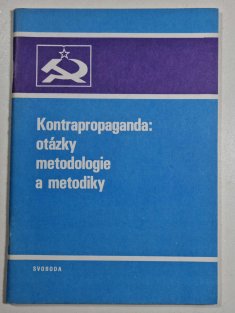 Kontrapropaganda:
otázky
metodologie
a metodiky
SVOBODA